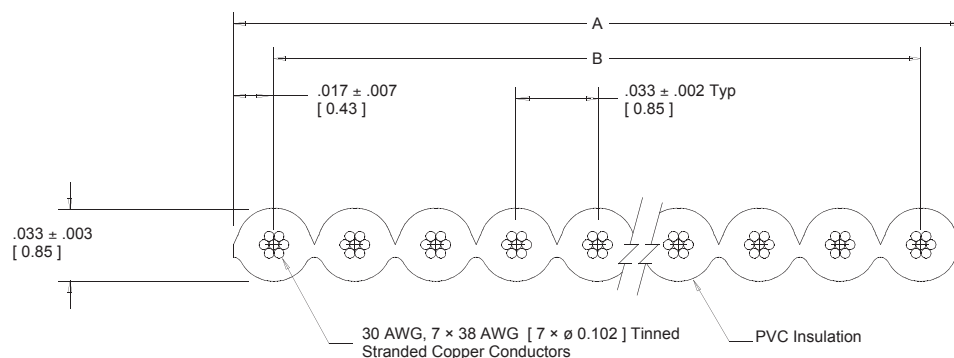 A
B
.017 ± .007
[ 0.43 ]
.033 ± .002 Typ
[ 0.85 ]
.033 ± .003
[ 0.85 ]
30 AWG, 7 × 38 AWG [ 7 × ø 0.102 ] Tinned
Stranded Copper Conductors
PVC Insulation